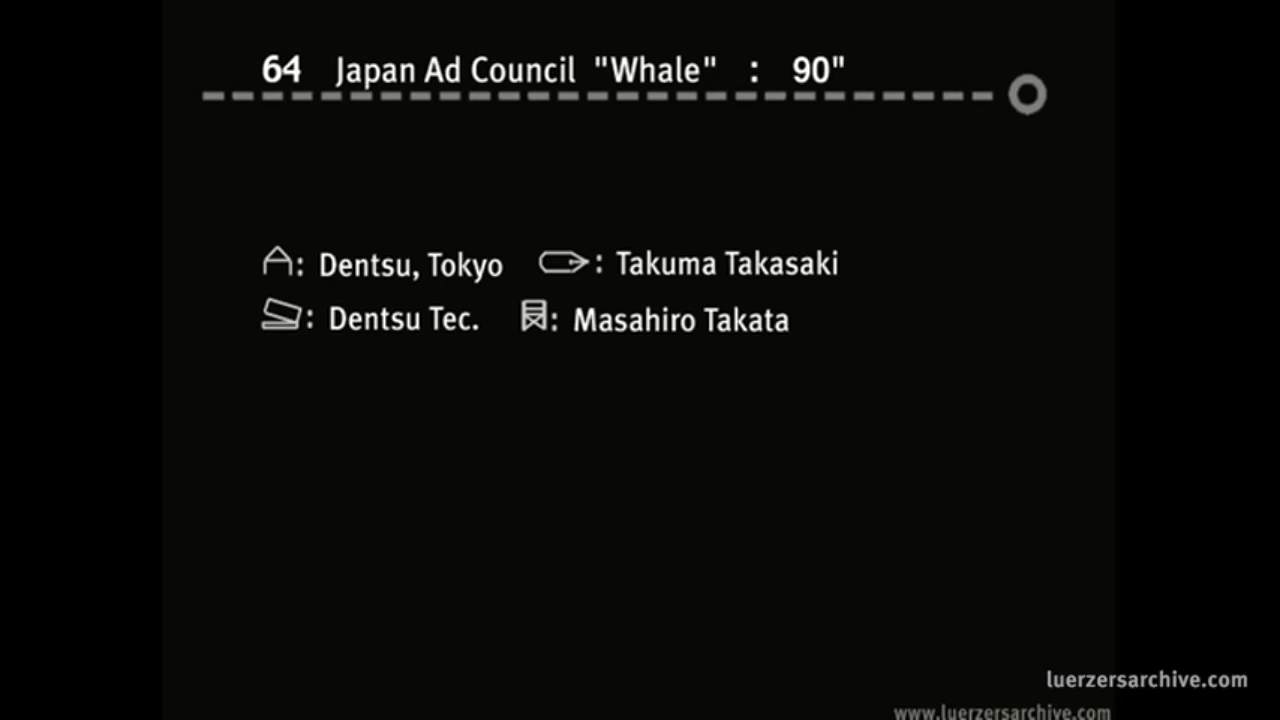 64 Japan Ad Council "Whale" : 90"
: Dentsu, Tokyo : Takuma Takasaki
: Dentsu Tec. : Masahiro Takata
luerzersarchive.com
www.luerzersarchive.com